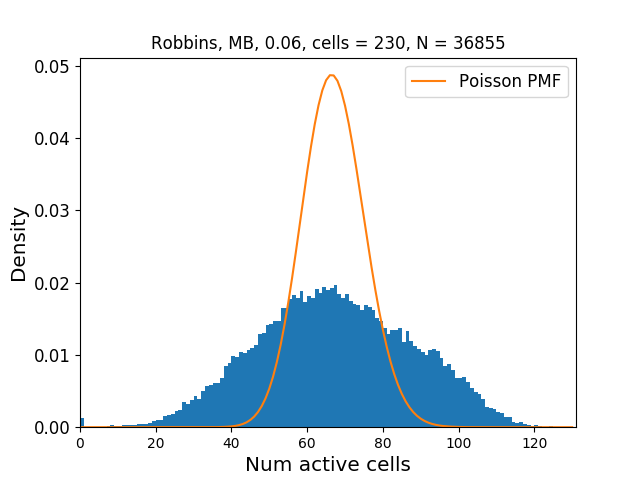 Robbins, MB, 0.06, cells = 230, N = 36855
Poisson PMF
Density
0.05
0.04
0.03
0.02
0.01
0.00
0 20 40 60 80 100 120
Num active cells